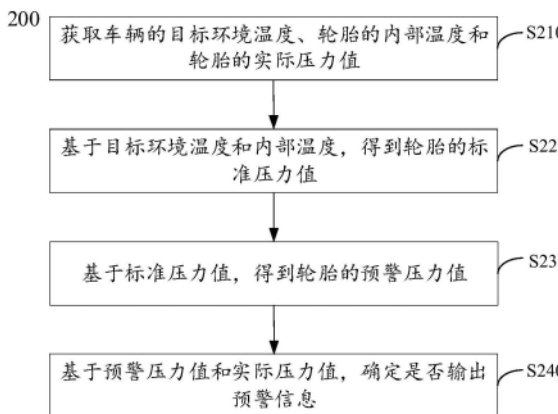 200
获取车辆的目标环境温度、轮胎的内部温度和
轮胎的实际压力值
S210
基于目标环境温度和内部温度，得到轮胎的标
准压力值
S22
基于标准压力值，得到轮胎的预警压力值
S23
基于预警压力值和实际压力值，确定是否输出
预警信息
S240